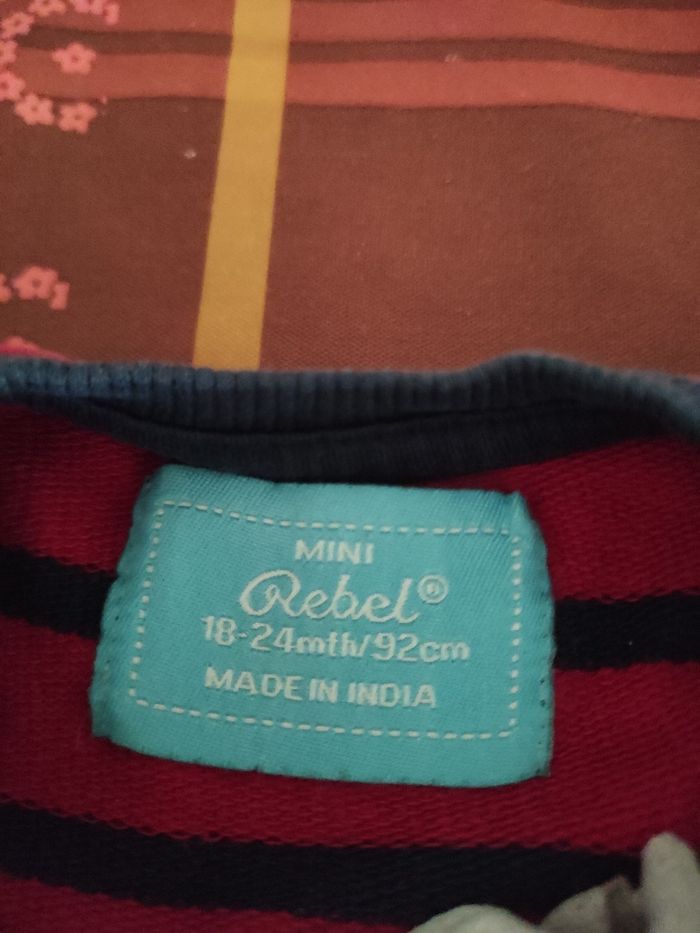 MINI
Rebel®
18-24mth/92cm
MADE IN INDIA